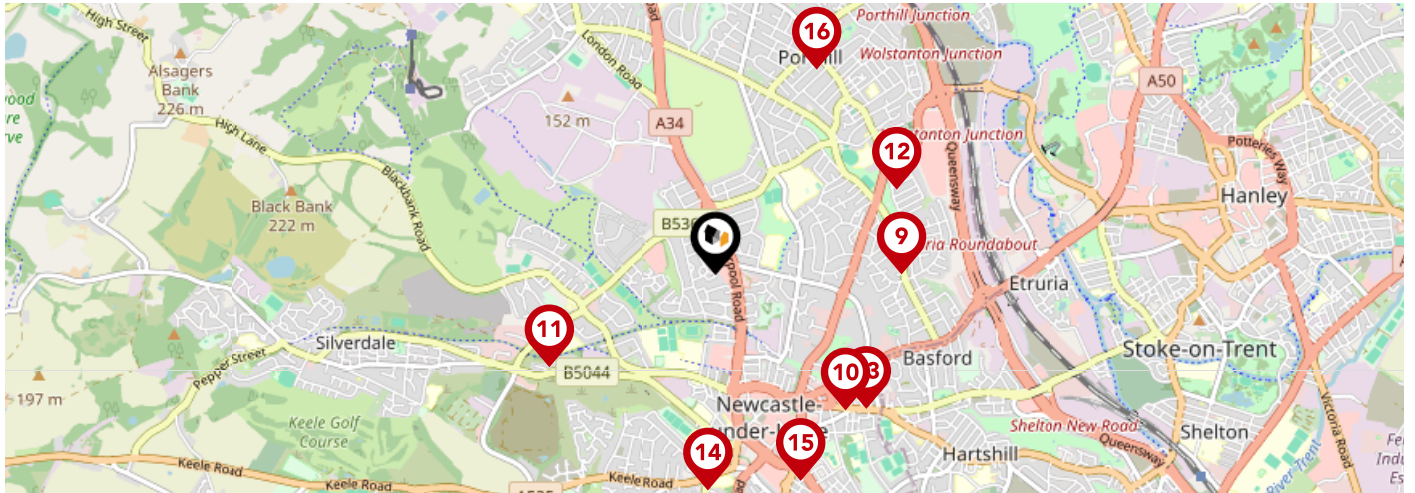 High Street
Alsagers
Bank
226 m
High Lane
Black Bank
222 m
Blackbank Road
London Road
152 m
A34
16
Porthill Junction
Wolstanton Junction
A50
12
Queensway
Potteries Way
Hanley
9
Etruria
11
Silverdale
Pepper Street
B5044
197 m
Keele Golf
Course
10
Basford
Stoke-on-Trent
Newcastle-
14
15
Shelton New Road
Queensway
Shelton
Hartshill
Victoria Road
River Trent
Keele Road
Keele Road
Keele Road